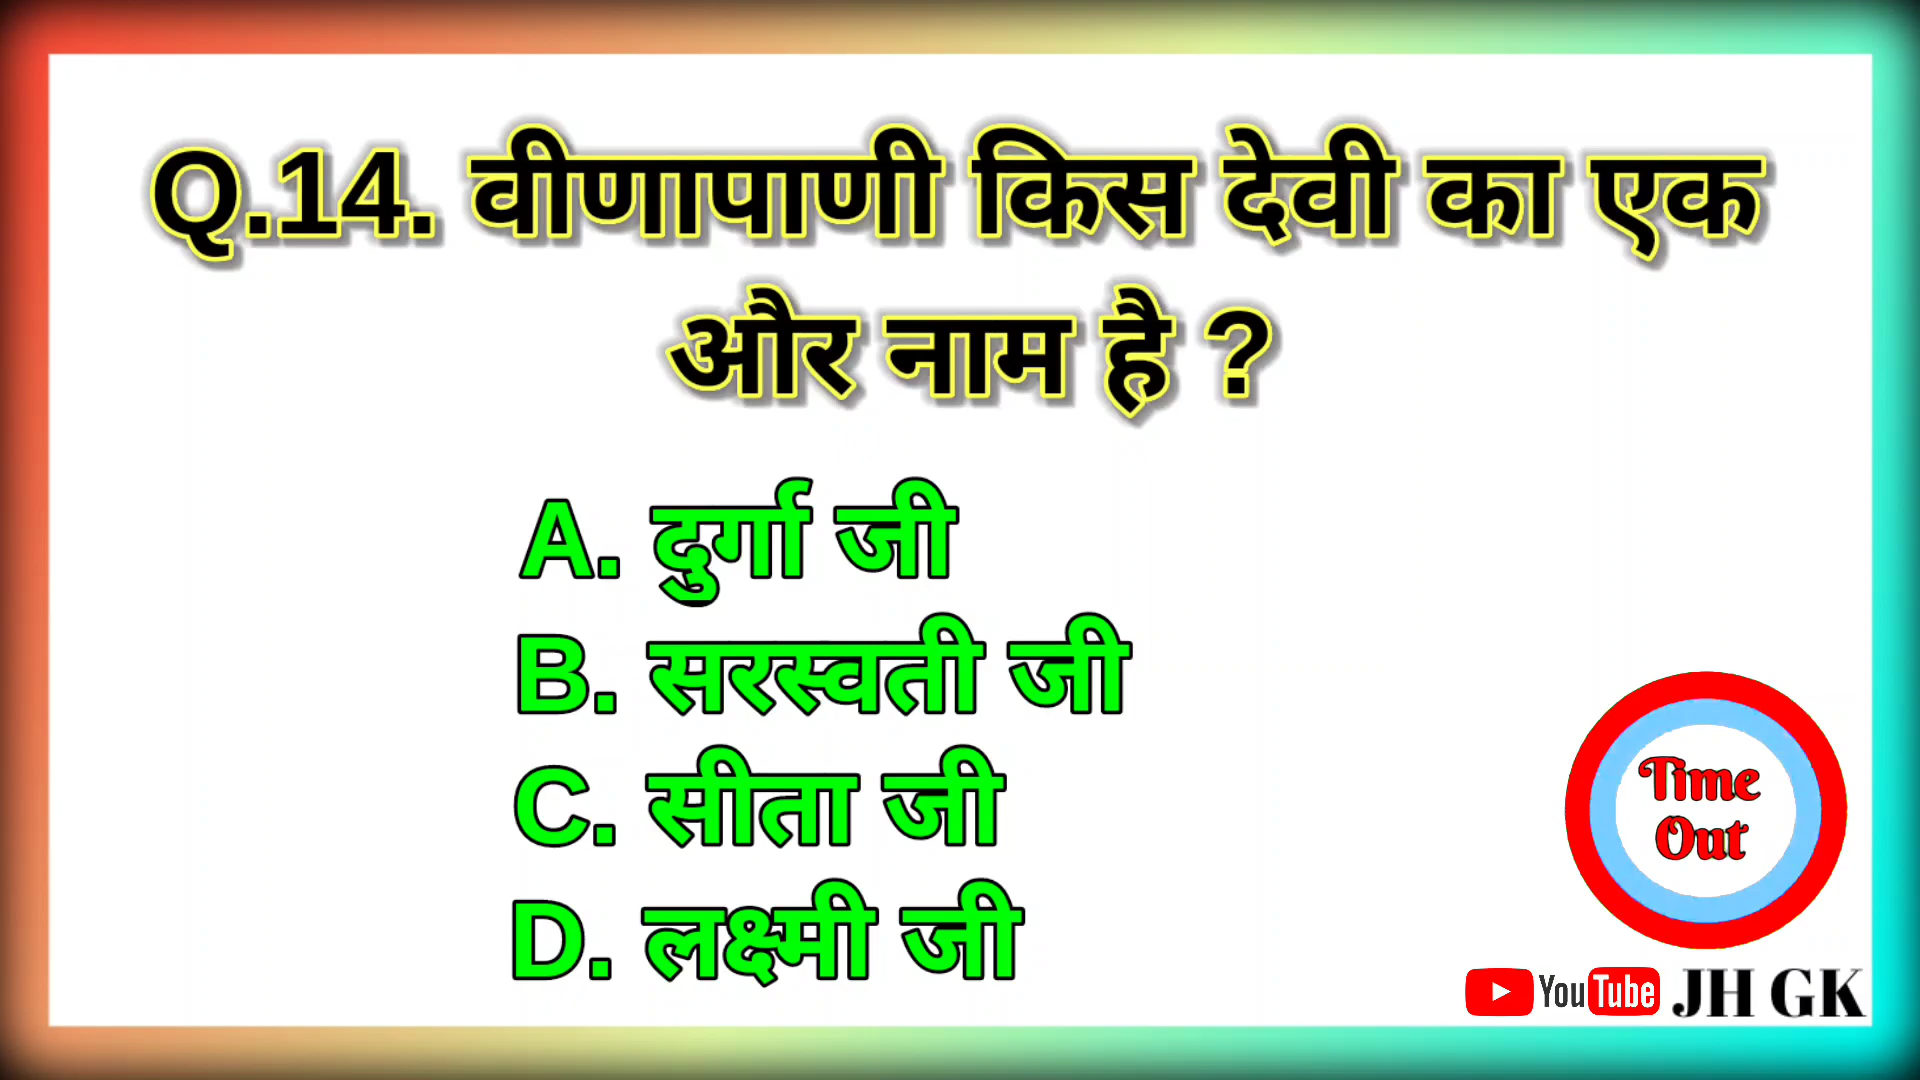 Q.14. वीणापाणी किस देवी का एक
और नाम है ?
A. दुर्गा जी
B. सरस्वती जी
C. सीता जी
D. लक्ष्मी जी
Time
Out
YouTube JH GK